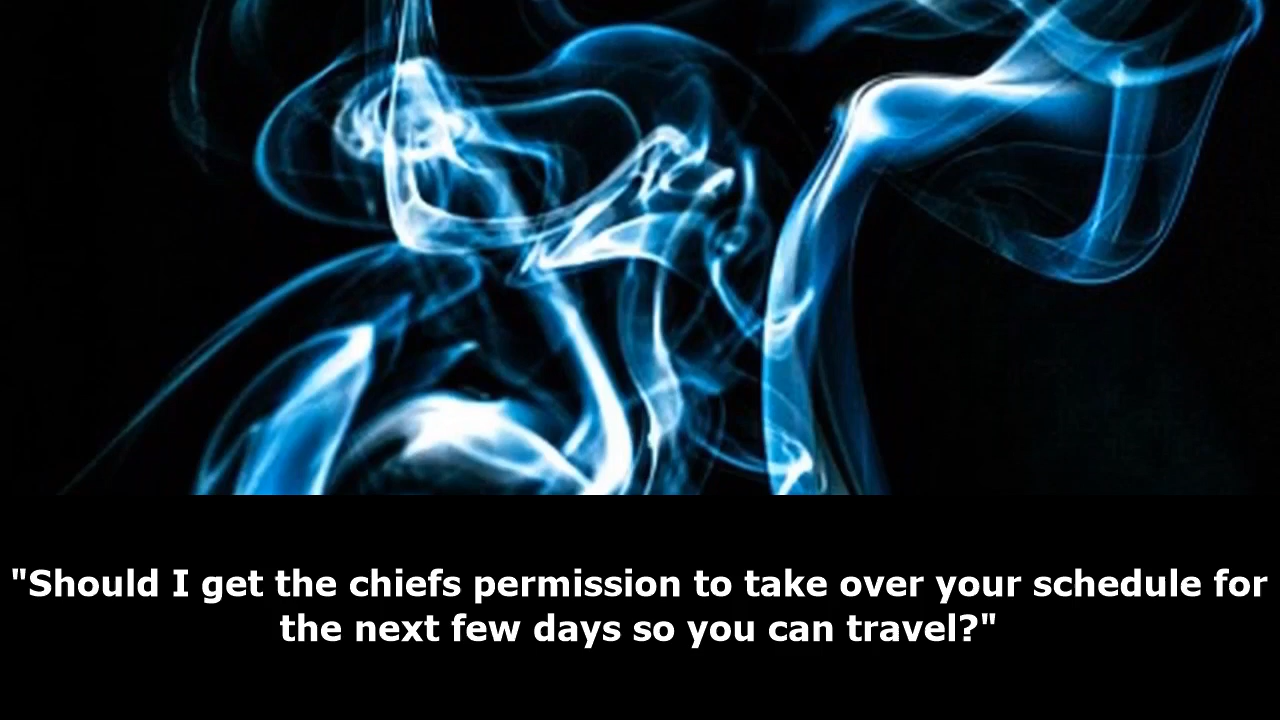 "Should I get the chiefs permission to take over your schedule for
the next few days so you can travel?"